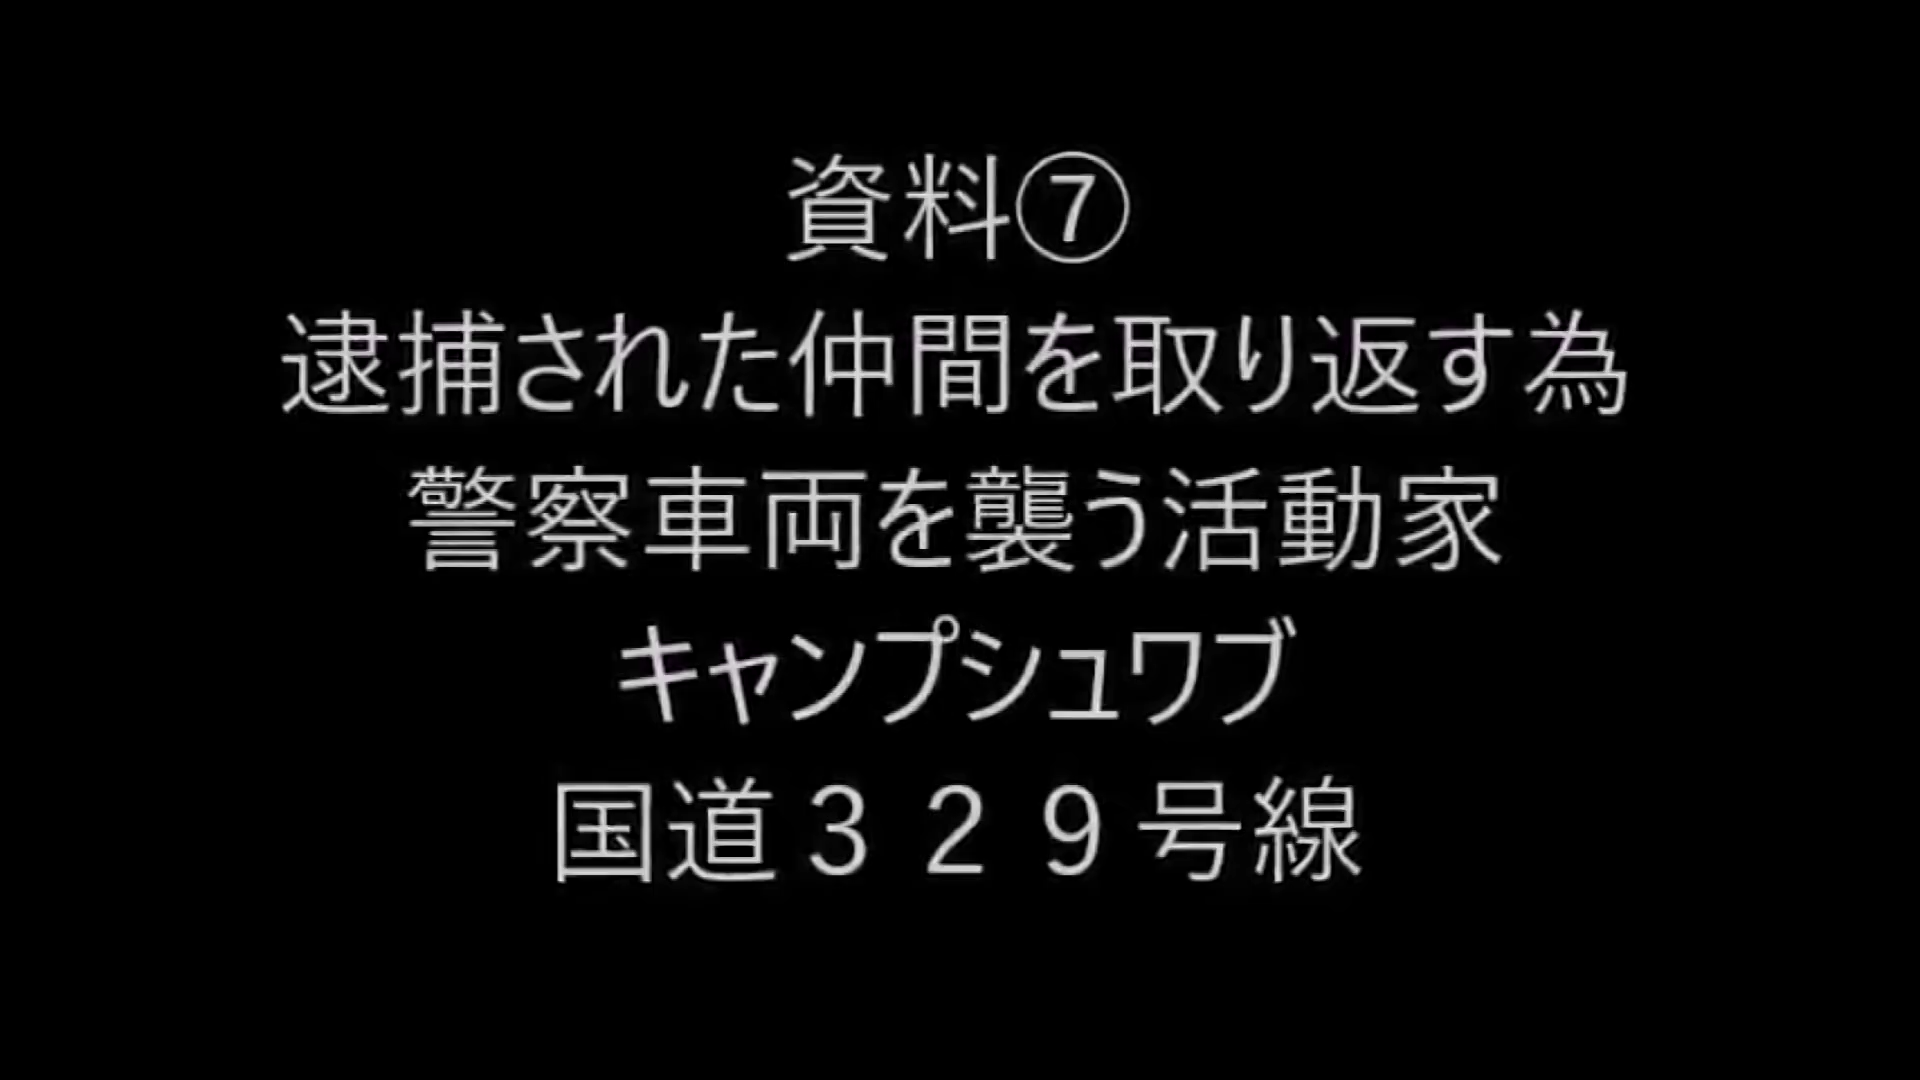 資料⑦
逮捕された仲間を取り返す為
警察車両を襲う活動家
キャンプシュワブ
国道３２９号線